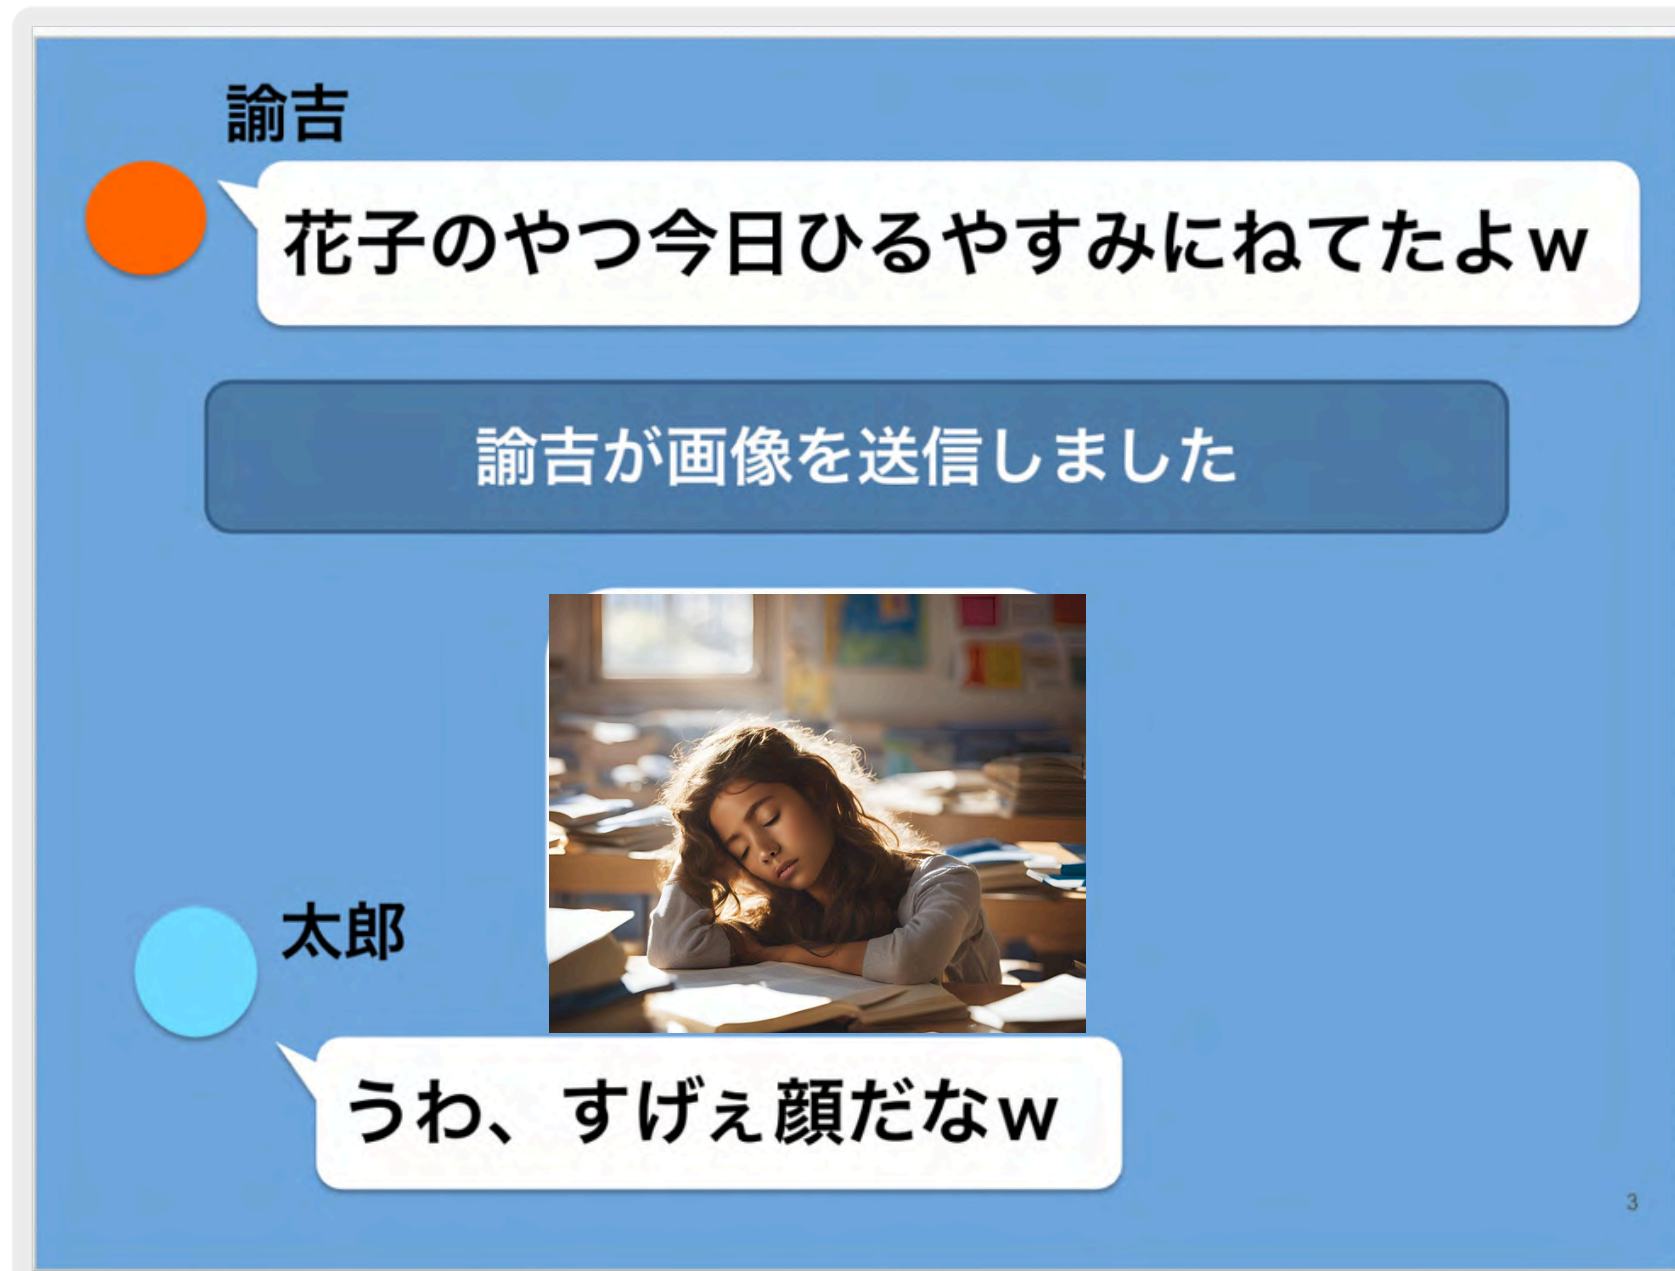 諭吉
花子のやつ今日ひるやすみにねてたよw
諭吉が画像を送信しました
太郎
うわ、すげぇ顔だなw
3